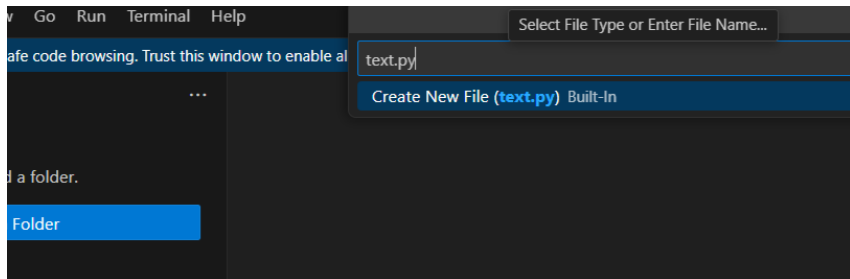 Go Run Terminal Help
Select File Type or Enter File Name...
afe code browsing. Trust this window to enable al
text.py
...
Create New File (text.py) Built-In
d a folder.
Folder